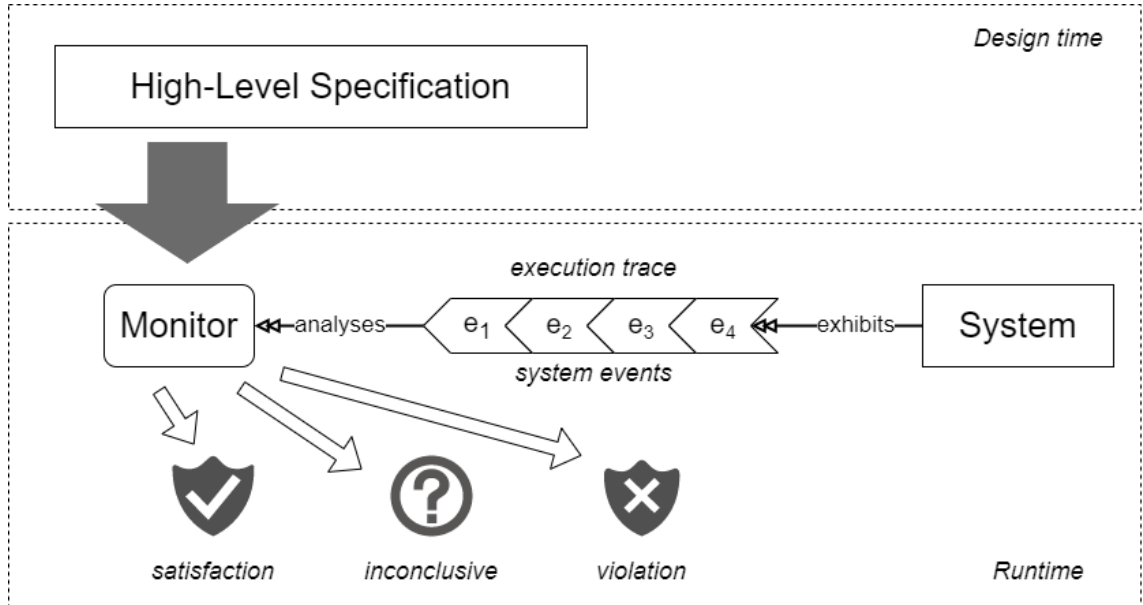 Design time
High-Level Specification
execution trace
Monitor
analyses
e₁
e₂
e₃
e₄
exhibits
System
system events
?
satisfaction
inconclusive
violation
Runtime